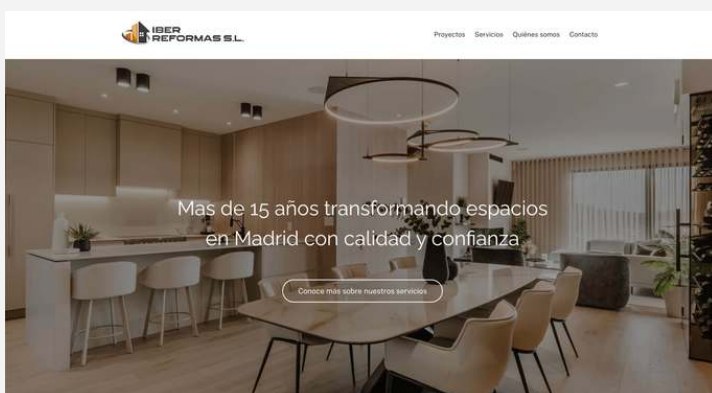 IBER
REFORMAS S.L.
Proyectos Servicios Quiénes somos Contacto
Mas de 15 años transformando espacios
en Madrid con calidad y confianza
Conoce más sobre nuestros servicios